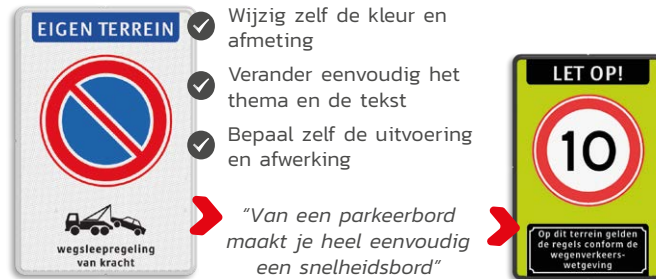 EIGEN TERREIN
wegsleepregeling
van kracht
Wijzig zelf de kleur en
afmeting
Verander eenvoudig het
thema en de tekst
Bepaal zelf de uitvoering
en afwerking
“Van een parkeerbord
maakt je heel eenvoudig
een snelheidsbord”
LET OP!
10
Op dit terrein gelden
de regels conform de
wegenverkeers-
wetgeving